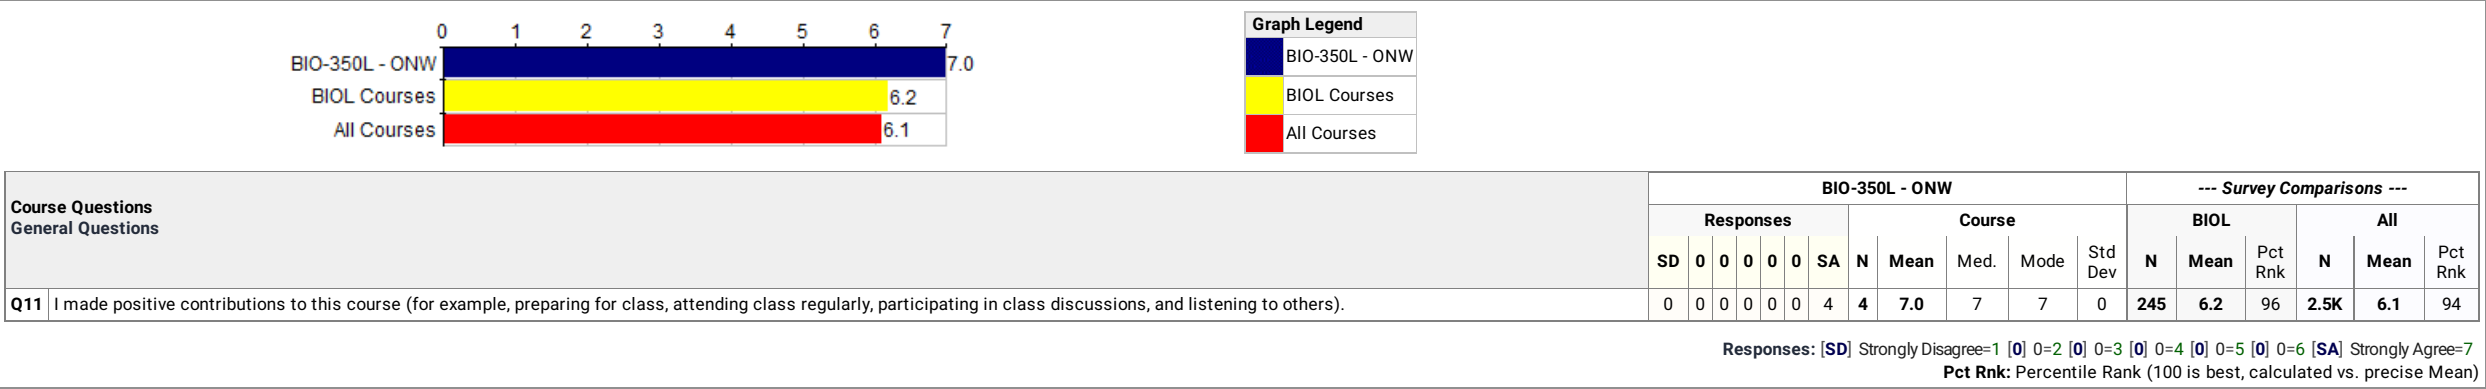 0 1 2 3 4 5 6 7
BIO-350L - ONW 7.0
BIOL Courses 6.2
All Courses 6.1
Graph Legend
BIO-350L - ONW
BIOL Courses
All Courses
Course Questions
General Questions
BIO-350L - ONW --- Survey Comparisons ---
Responses Course BIOL All
SD 0 0 0 0 0 SA N Mean Med. Mode Std Dev N Mean Pct Rnk N Mean Pct Rnk
Q11 I made positive contributions to this course (for example, preparing for class, attending class regularly, participating in class discussions, and listening to others). 0 0 0 0 0 0 4 4 7.0 7 7 0 245 6.2 96 2.5K 6.1 94
Responses: [SD] Strongly Disagree=1 [0] 0=2 [0] 0=3 [0] 0=4 [0] 0=5 [0] 0=6 [SA] Strongly Agree=7
Pct Rnk: Percentile Rank (100 is best, calculated vs. precise Mean)